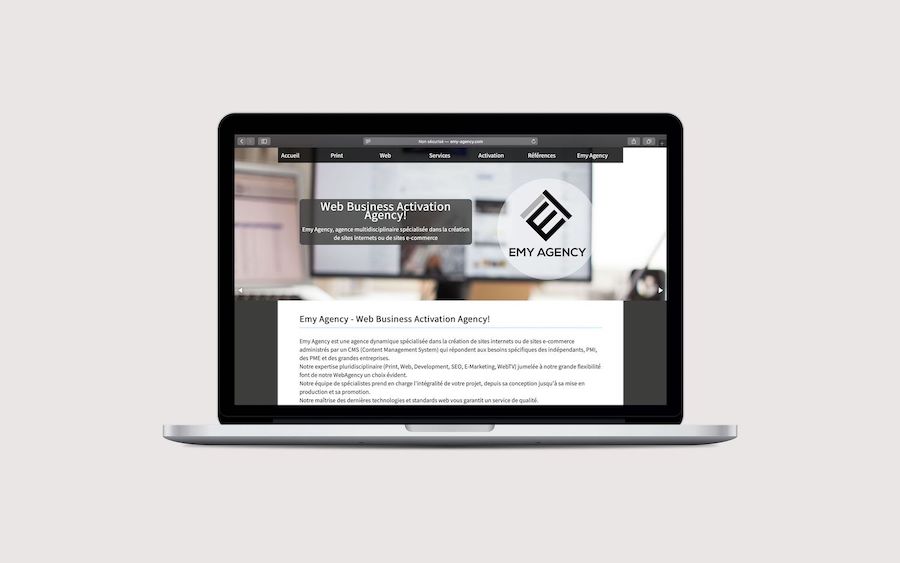 Non sécurisé — emy-agency.com
Accueil Print Web Services Activation Références Emy Agency
Web Business Activation
Agency!
Emy Agency, agence multidisciplinaire spécialisée dans la création
de sites internets ou de sites e-commerce
EMY AGENCY
Emy Agency - Web Business Activation Agency!
Emy Agency est une agence dynamique spécialisée dans la création de sites internets ou de sites e-commerce
administrés par un CMS (Content Management System) qui répondent aux besoins spécifiques des indépendants, PMI,
des PME et des grandes entreprises.
Notre expertise pluridisciplinaire (Print, Web, Development, SEO, E-Marketing, WebTV) jumelée à notre grande flexibilité
font de notre WebAgency un choix évident.
Notre équipe de spécialistes prend en charge l'intégralité de votre projet, depuis sa conception jusqu'à sa mise en
production et sa promotion.
Notre maîtrise des dernières technologies et standards web vous garantit un service de qualité.